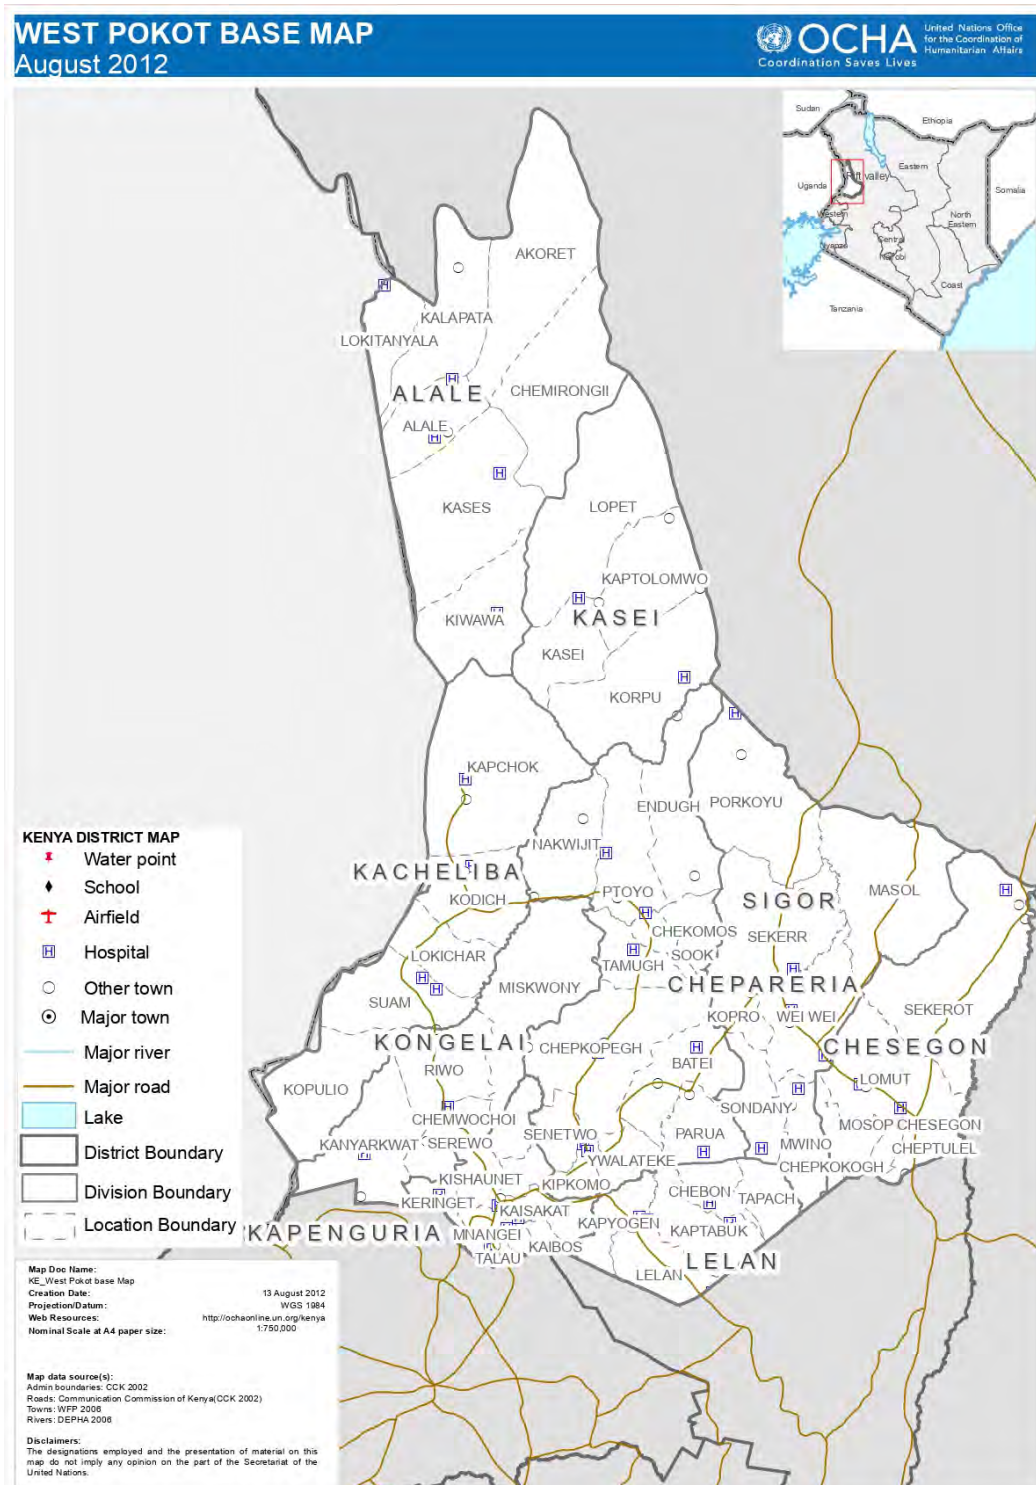 WEST POKOT BASE MAP
August 2012
OCHA
Coordination Saves Lives
United Nations Office
for the Coordination of
Humanitarian Affairs
Sudan
Ethiopia
Eastern
Rift valley
Uganda
Somalia
Western
North
Eastern
Nyanza
Central
Nairobi
Coast
Tanzania
AKORET
KALAPATA
LOKITANYALA
ALALE
CHEMIRONGII
ALALE
KASES
LOPET
KAPTOLOMWO
KIWAWA
KASEI
KASEI
KORPU
KAPCHOK
ENDUGH
PORKOYU
NAKWIJIT
KACHELIBA
KODICH
PTOYO
SIGOR
MASOL
CHEKOMOS
SEKERR
LOKICHAR
TAMUGH
SOOK
SUAM
MISKWONY
CHEPARERIA
KOPRO
WEI WEI
SEKEROT
KONGELAI
CHEPKOPEGH
CHESEGON
KOPULIO
RIWO
BATEI
LOMUT
SONDANY
CHEMWOCHOI
MOSOP
CHESEGON
KANYARKWAT
SEREWO
SENETWO
PARUA
MWINO
CHEPTULEL
YWALATEKE
CHEPKOKOGH
KISHAUNET
KIPKOMO
CHEBON
TAPACH
KERINGET
KAISAKAT
KAPYOGEN
KAPTABUK
KAPENGURIA
MNANGEI
KAIBOS
TALAU
LELAN
LELAN
KENYA DISTRICT MAP
Water point
School
Airfield
H Hospital
Other town
Major town
Major river
Major road
Lake
District Boundary
Division Boundary
Location Boundary
Map Doc Name:
KE_West Pokot base Map
Creation Date: 13 August 2012
Projection/Datum: WGS 1984
Web Resources: http://ochaonline.un.org/kenya
Nominal Scale at A4 paper size: 1:750,000
Map data source(s):
Admin boundaries: CCK 2002
Roads: Communication Commission of Kenya(CCK 2002)
Towns: WFP 2006
Rivers: DEPHA 2006
Disclaimers:
The designations employed and the presentation of material on this
map do not imply any opinion on the part of the Secretariat of the
United Nations.